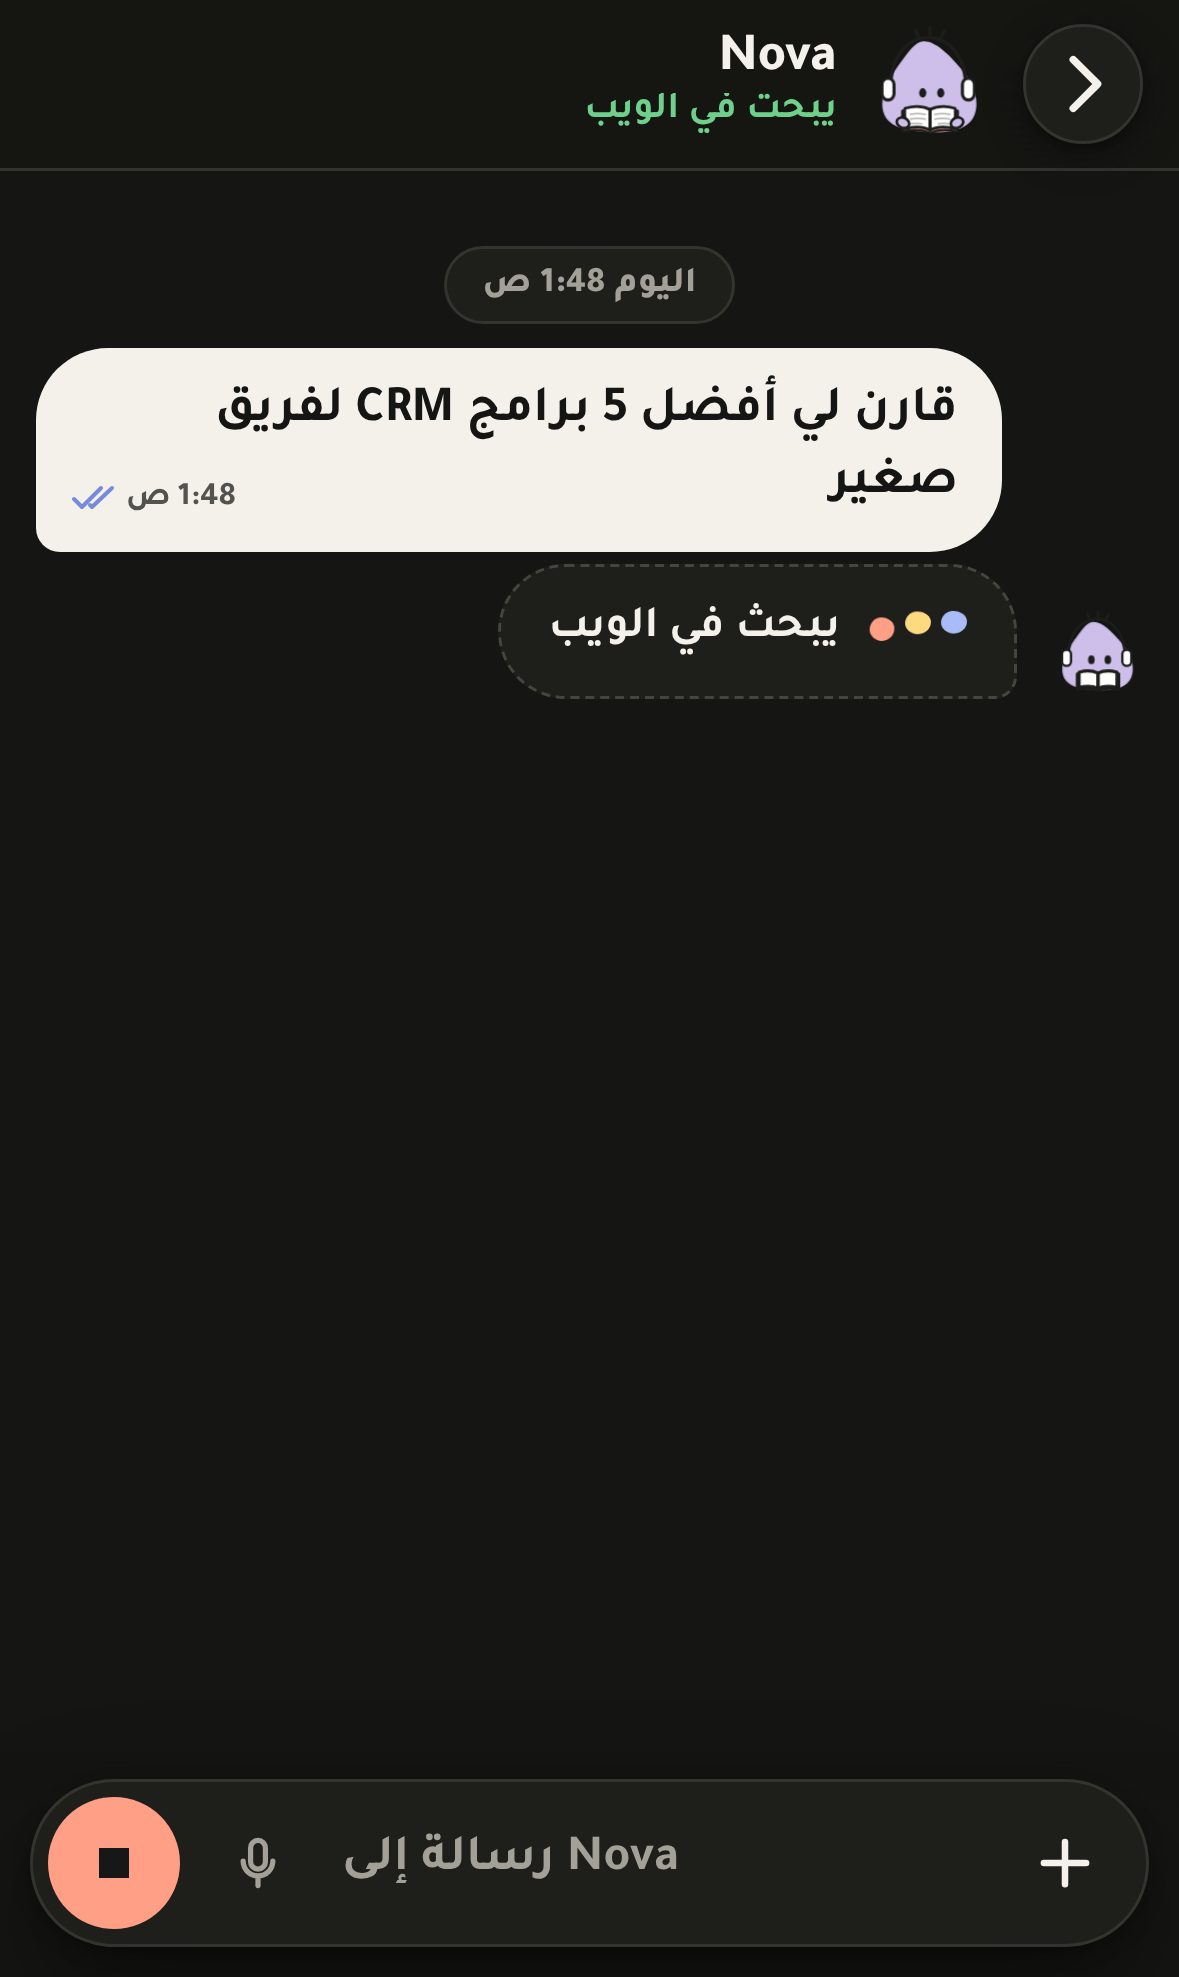 Nova
يبحت في الويب
اليوم 1:48 ص
قارن لي أفضل 5 برامج CRM لفريق
صغير
1:48 ص
يبحث في الويب
رسالة إلى Nova